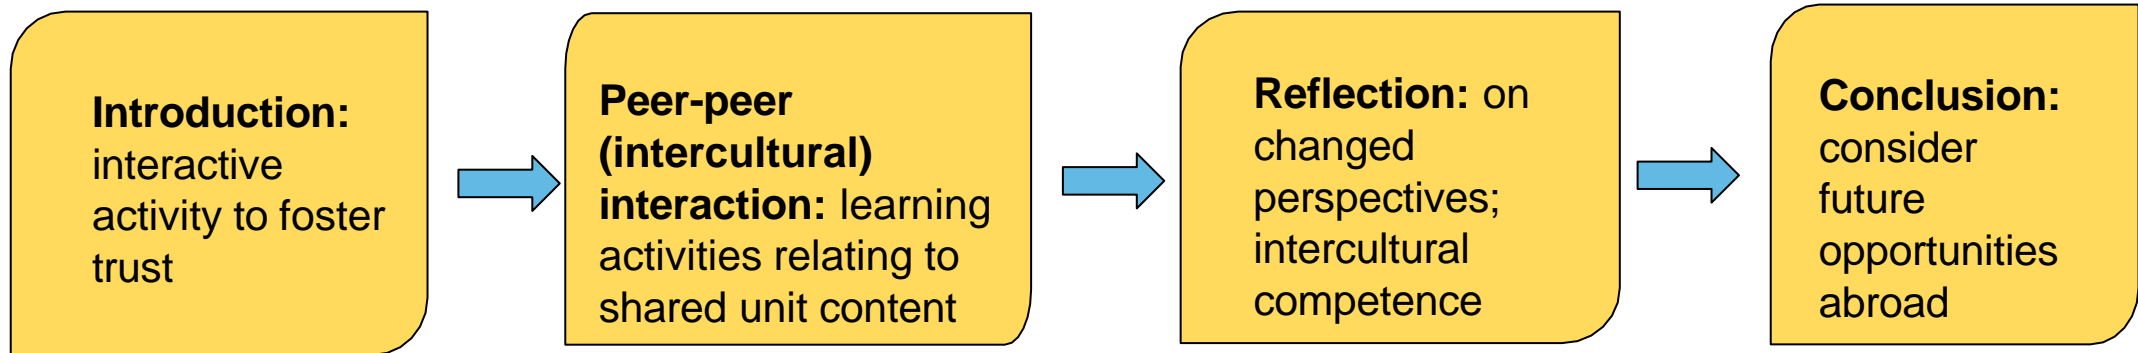 Introduction:
interactive
activity to foster
trust
Peer-peer
(intercultural)
interaction: learning
activities relating to
shared unit content
Reflection: on
changed
perspectives;
intercultural
competence
Conclusion:
consider
future
opportunities
abroad